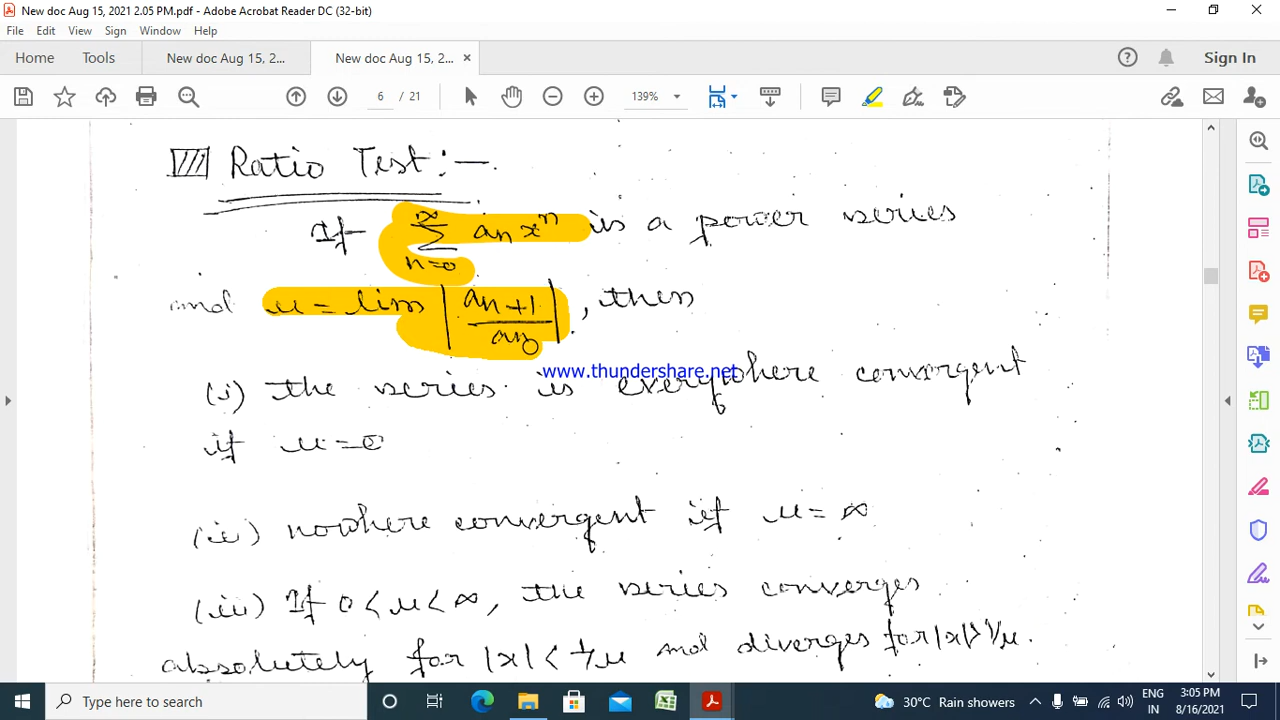 New doc Aug 15, 2021 2.05 PM.pdf - Adobe Acrobat Reader DC (32-bit)
File Edit View Sign Window Help
Home Tools New doc Aug 15, 2... New doc Aug 15, 2... × Sign In
6 / 21 139%
III Ratio Test:—
If ∞∑n=0 an xⁿ is a power series
and μ = lim |an+1/an|, then
www.thundershare.net
(i) the series is everywhere convergent
if μ=0
(ii) nowhere convergent if μ=∞
(iii) If 0<μ<∞, the series converges
absolutely for |x|<1/μ and diverges for |x|>1/μ.
Type here to search 30°C Rain showers ENG IN 3:05 PM 8/16/2021